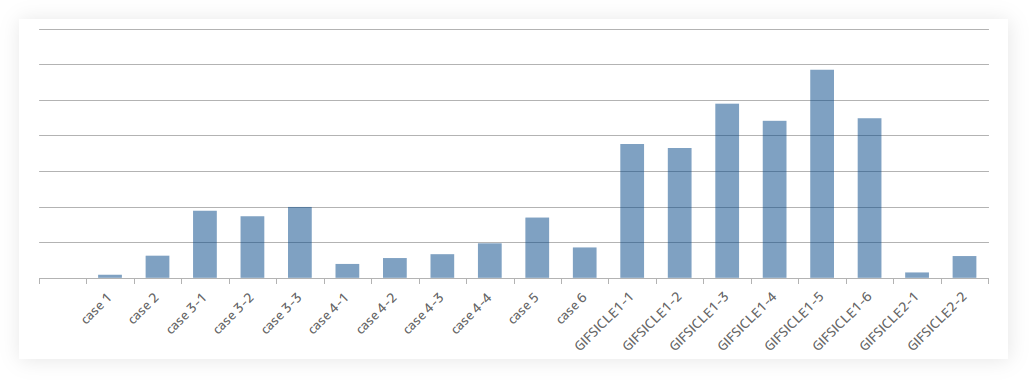 case 1
case 2
case 3-1
case 3-2
case 3-3
case 4-1
case 4-2
case 4-3
case 4-4
case 5
case 6
GIFSICLE1-1
GIFSICLE1-2
GIFSICLE1-3
GIFSICLE1-4
GIFSICLE1-5
GIFSICLE1-6
GIFSICLE2-1
GIFSICLE2-2